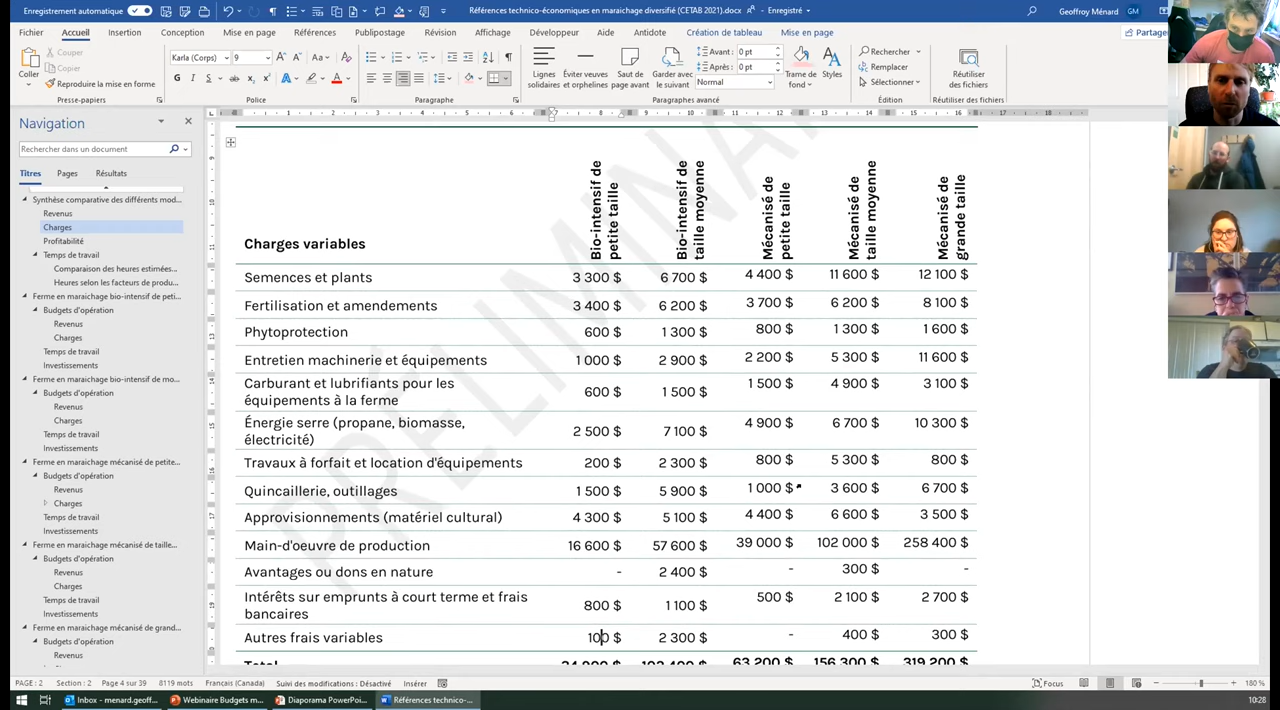 Enregistrement automatique
Références technico-économiques en maraichage diversifié (CETAB 2021).docx - Enregistré
Geoffroy Ménard GM
Fichier Accueil Insertion Conception Mise en page Références Publipostage Révision Affichage Développeur Aide Antidote Création de tableau Mise en page
Partager
Coller
Couper
Copier
Reproduire la mise en forme
Presse-papiers
Karla (Corps) 9
Police
Paragraphe
Lignes solidaires
Éviter veuves et orphelines
Saut de page avant
Garder avec le suivant
Avant : 0 pt
Après : 0 pt
Normal
Paragraphes avancé
Trame de fond
Styles
Rechercher
Remplacer
Sélectionner
Édition
Réutiliser des fichiers
Réutiliser des fichiers
Navigation
Rechercher dans un document
Titres Pages Résultats
Synthèse comparative des différents mod...
Revenus
Charges
Profitabilité
Temps de travail
Comparaison des heures estimées...
Heures selon les facteurs de produ...
Ferme en maraichage bio-intensif de peti...
Budgets d'opération
Revenus
Charges
Temps de travail
Investissements
Ferme en maraichage bio-intensif de mo...
Budgets d'opération
Revenus
Charges
Temps de travail
Investissements
Ferme en maraichage mécanisé de petite...
Budgets d'opération
Revenus
Charges
Temps de travail
Investissements
Ferme en maraichage mécanisé de taille...
Budgets d'opération
Revenus
Charges
Temps de travail
Investissements
Ferme en maraichage mécanisé de grand...
Budgets d'opération
Revenus
PRÉLIMINA
Charges variables
Bio-intensif de petite taille
Bio-intensif de taille moyenne
Mécanisé de petite taille
Mécanisé de taille moyenne
Mécanisé de grande taille
Semences et plants 3 300 $ 6 700 $ 4 400 $ 11 600 $ 12 100 $
Fertilisation et amendements 3 400 $ 6 200 $ 3 700 $ 6 200 $ 8 100 $
Phytoprotection 600 $ 1 300 $ 800 $ 1 300 $ 1 600 $
Entretien machinerie et équipements 1 000 $ 2 900 $ 2 200 $ 5 300 $ 11 600 $
Carburant et lubrifiants pour les
équipements à la ferme 600 $ 1 500 $ 1 500 $ 4 900 $ 3 100 $
Énergie serre (propane, biomasse,
électricité) 2 500 $ 7 100 $ 4 900 $ 6 700 $ 10 300 $
Travaux à forfait et location d'équipements 200 $ 2 300 $ 800 $ 5 300 $ 800 $
Quincaillerie, outillages 1 500 $ 5 900 $ 1 000 $ 3 600 $ 6 700 $
Approvisionnements (matériel cultural) 4 300 $ 5 100 $ 4 400 $ 6 600 $ 3 500 $
Main-d'oeuvre de production 16 600 $ 57 600 $ 39 000 $ 102 000 $ 258 400 $
Avantages ou dons en nature - 2 400 $ - 300 $ -
Intérêts sur emprunts à court terme et frais
bancaires 800 $ 1 100 $ 500 $ 2 100 $ 2 700 $
Autres frais variables 100 $ 2 300 $ - 400 $ 300 $
Total 63 200 $ 156 300 $ 319 200 $
PAGE : 2 Section : 2 Page 4 sur 39 8119 mots Français (Canada) Suivi des modifications : Désactivé Insérer
Focus
180 %
Inbox - menard.geoff...
Webinaire Budgets m...
Diaporama PowerPoi...
Références technico-...
10:28